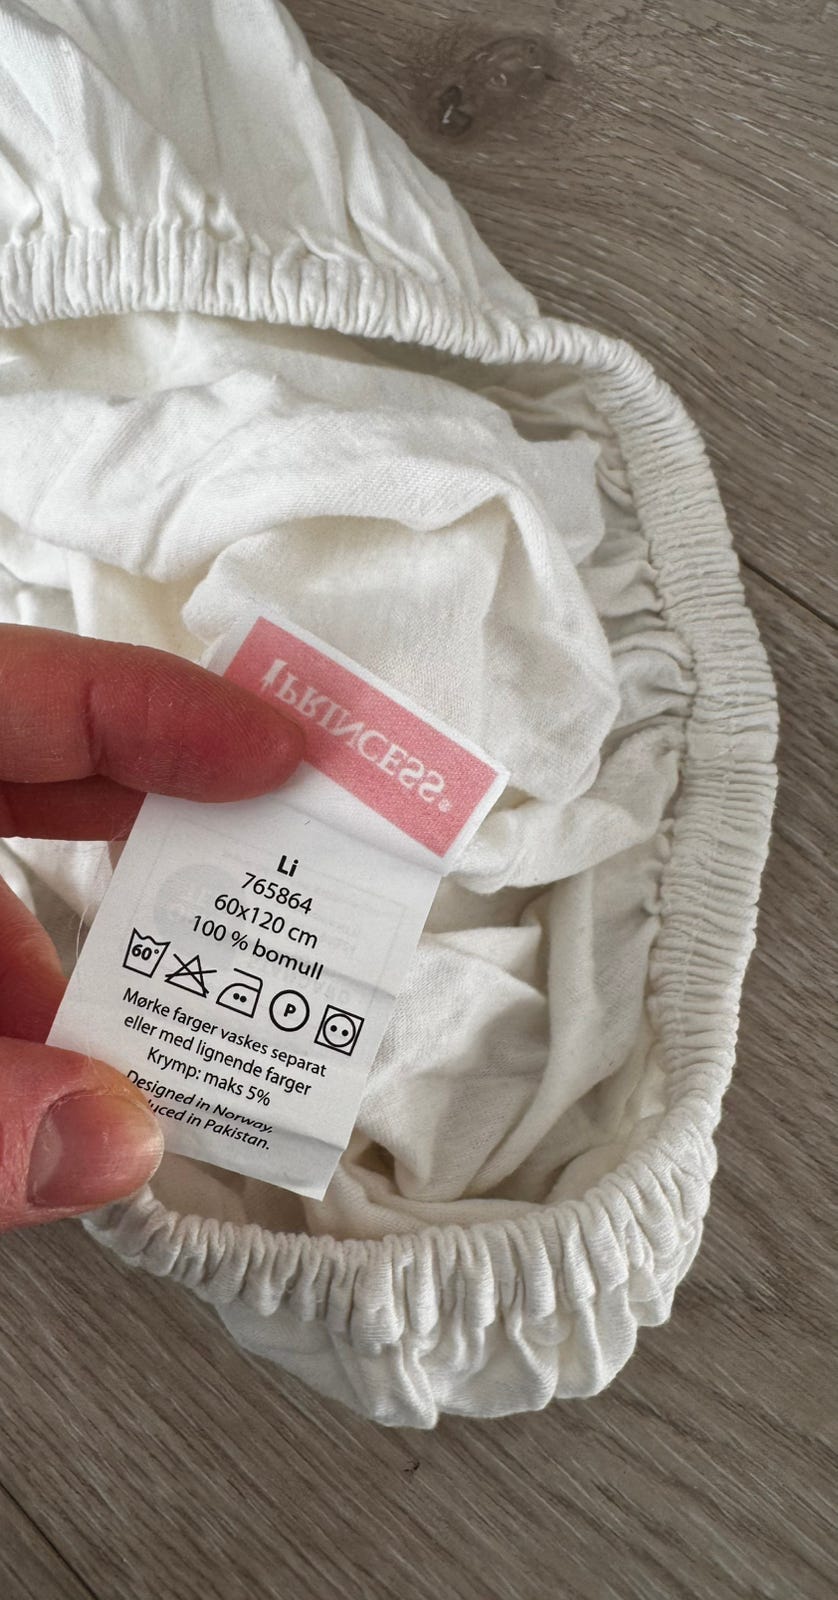 PRINCESS®
Li
765864
60x120 cm
100 % bomull
60°
P
Mørke farger vaskes separat
eller med lignende farger
Krymp: maks 5%
Designed in Norway,
in Pakistan.